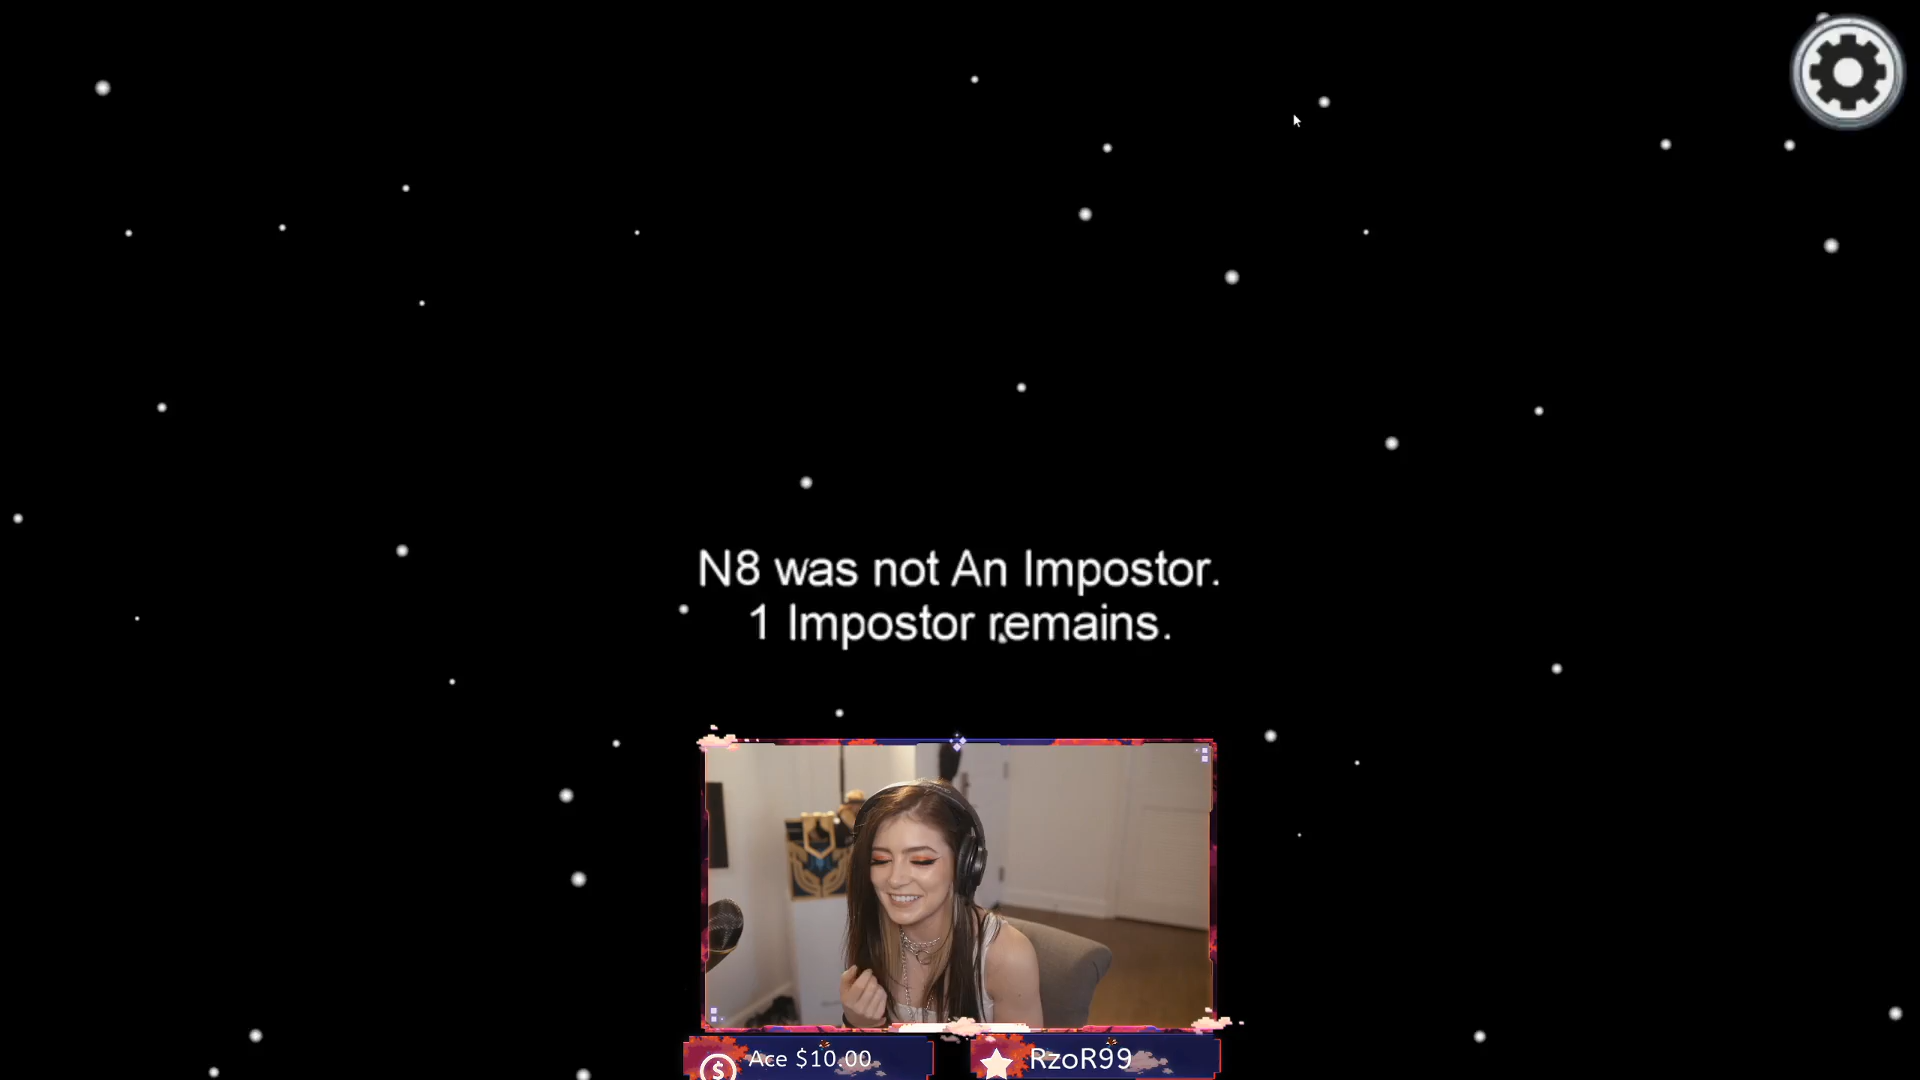 N8 was not An Impostor.
1 Impostor remains.
Ace $10.00
RzoR99